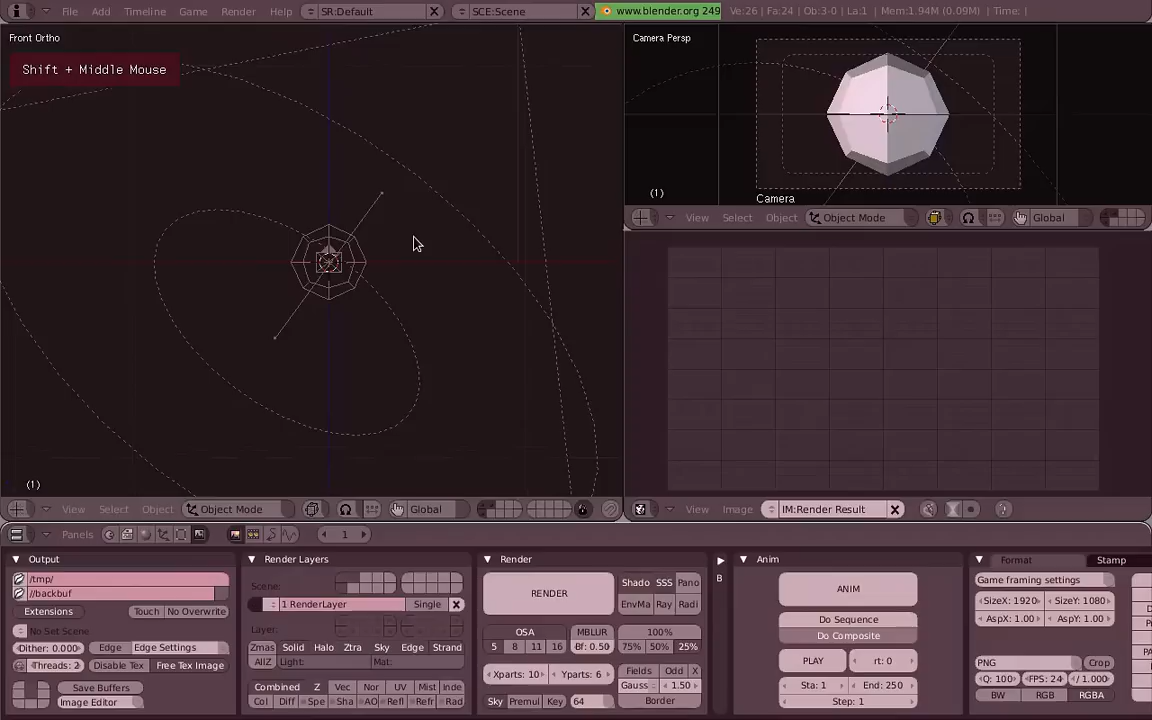 File Add Timeline Game Render Help SR:Default SCE:Scene www.blender.org 249 Ve:26 | Fa:24 | Ob:3-0 | La:1 | Mem:1.94M (0.09M) | Time: |
Front Ortho
Shift + Middle Mouse
(1)
Camera Persp
(1)
Camera
View Select Object Object Mode Global
View Select Object Object Mode Global
View Image IM:Render Result
Panels 1
Output
/tmp/
//backbuf
Extensions Touch No Overwrite
No Set Scene
Dither: 0.000 Edge Edge Settings
Threads: 2 Disable Tex Free Tex Image
Save Buffers
Image Editor
Render Layers
Scene:
1 RenderLayer Single
Layer:
Zmas Solid Halo Ztra Sky Edge Strand
AllZ Light: Mat:
Combined Z Vec Nor UV Mist Inde
Col Diff Spe Sha AO Refl Refr Rad
Render
RENDER
Shado SSS Pano
EnvMa Ray Radi
OSA MBLUR 100%
5 8 11 16 Bf: 0.50 75% 50% 25%
Xparts: 10 Yparts: 6
Fields Odd X
Gauss 1.50
Sky Premul Key 64 Border
B
Anim
ANIM
Do Sequence
Do Composite
PLAY rt: 0
Sta: 1 End: 250
Step: 1
Format Stamp
Game framing settings
SizeX: 1920 SizeY: 1080
AspX: 1.00 AspY: 1.00
PNG Crop
Q: 100 FPS: 24 / 1.000
BW RGB RGBA